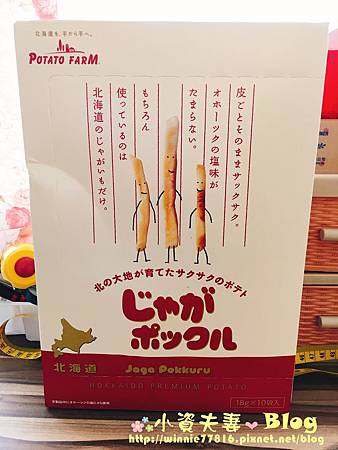 北海道を、手から手へ。
POTATO FARM
皮ごとそのままサックサク。
オホーツクの塩味が
たまらない。
もちろん
使っているのは
北海道のじゃがいもだけ。
北の大地が育てたサクサクのポテト
じゃが
ポックル
北海道
Jaga Pokkuru
HOKKAIDO PREMIUM POTATO
18g×10袋入
小資夫妻 Blog
http://winnie77816.pixnet.net/blog